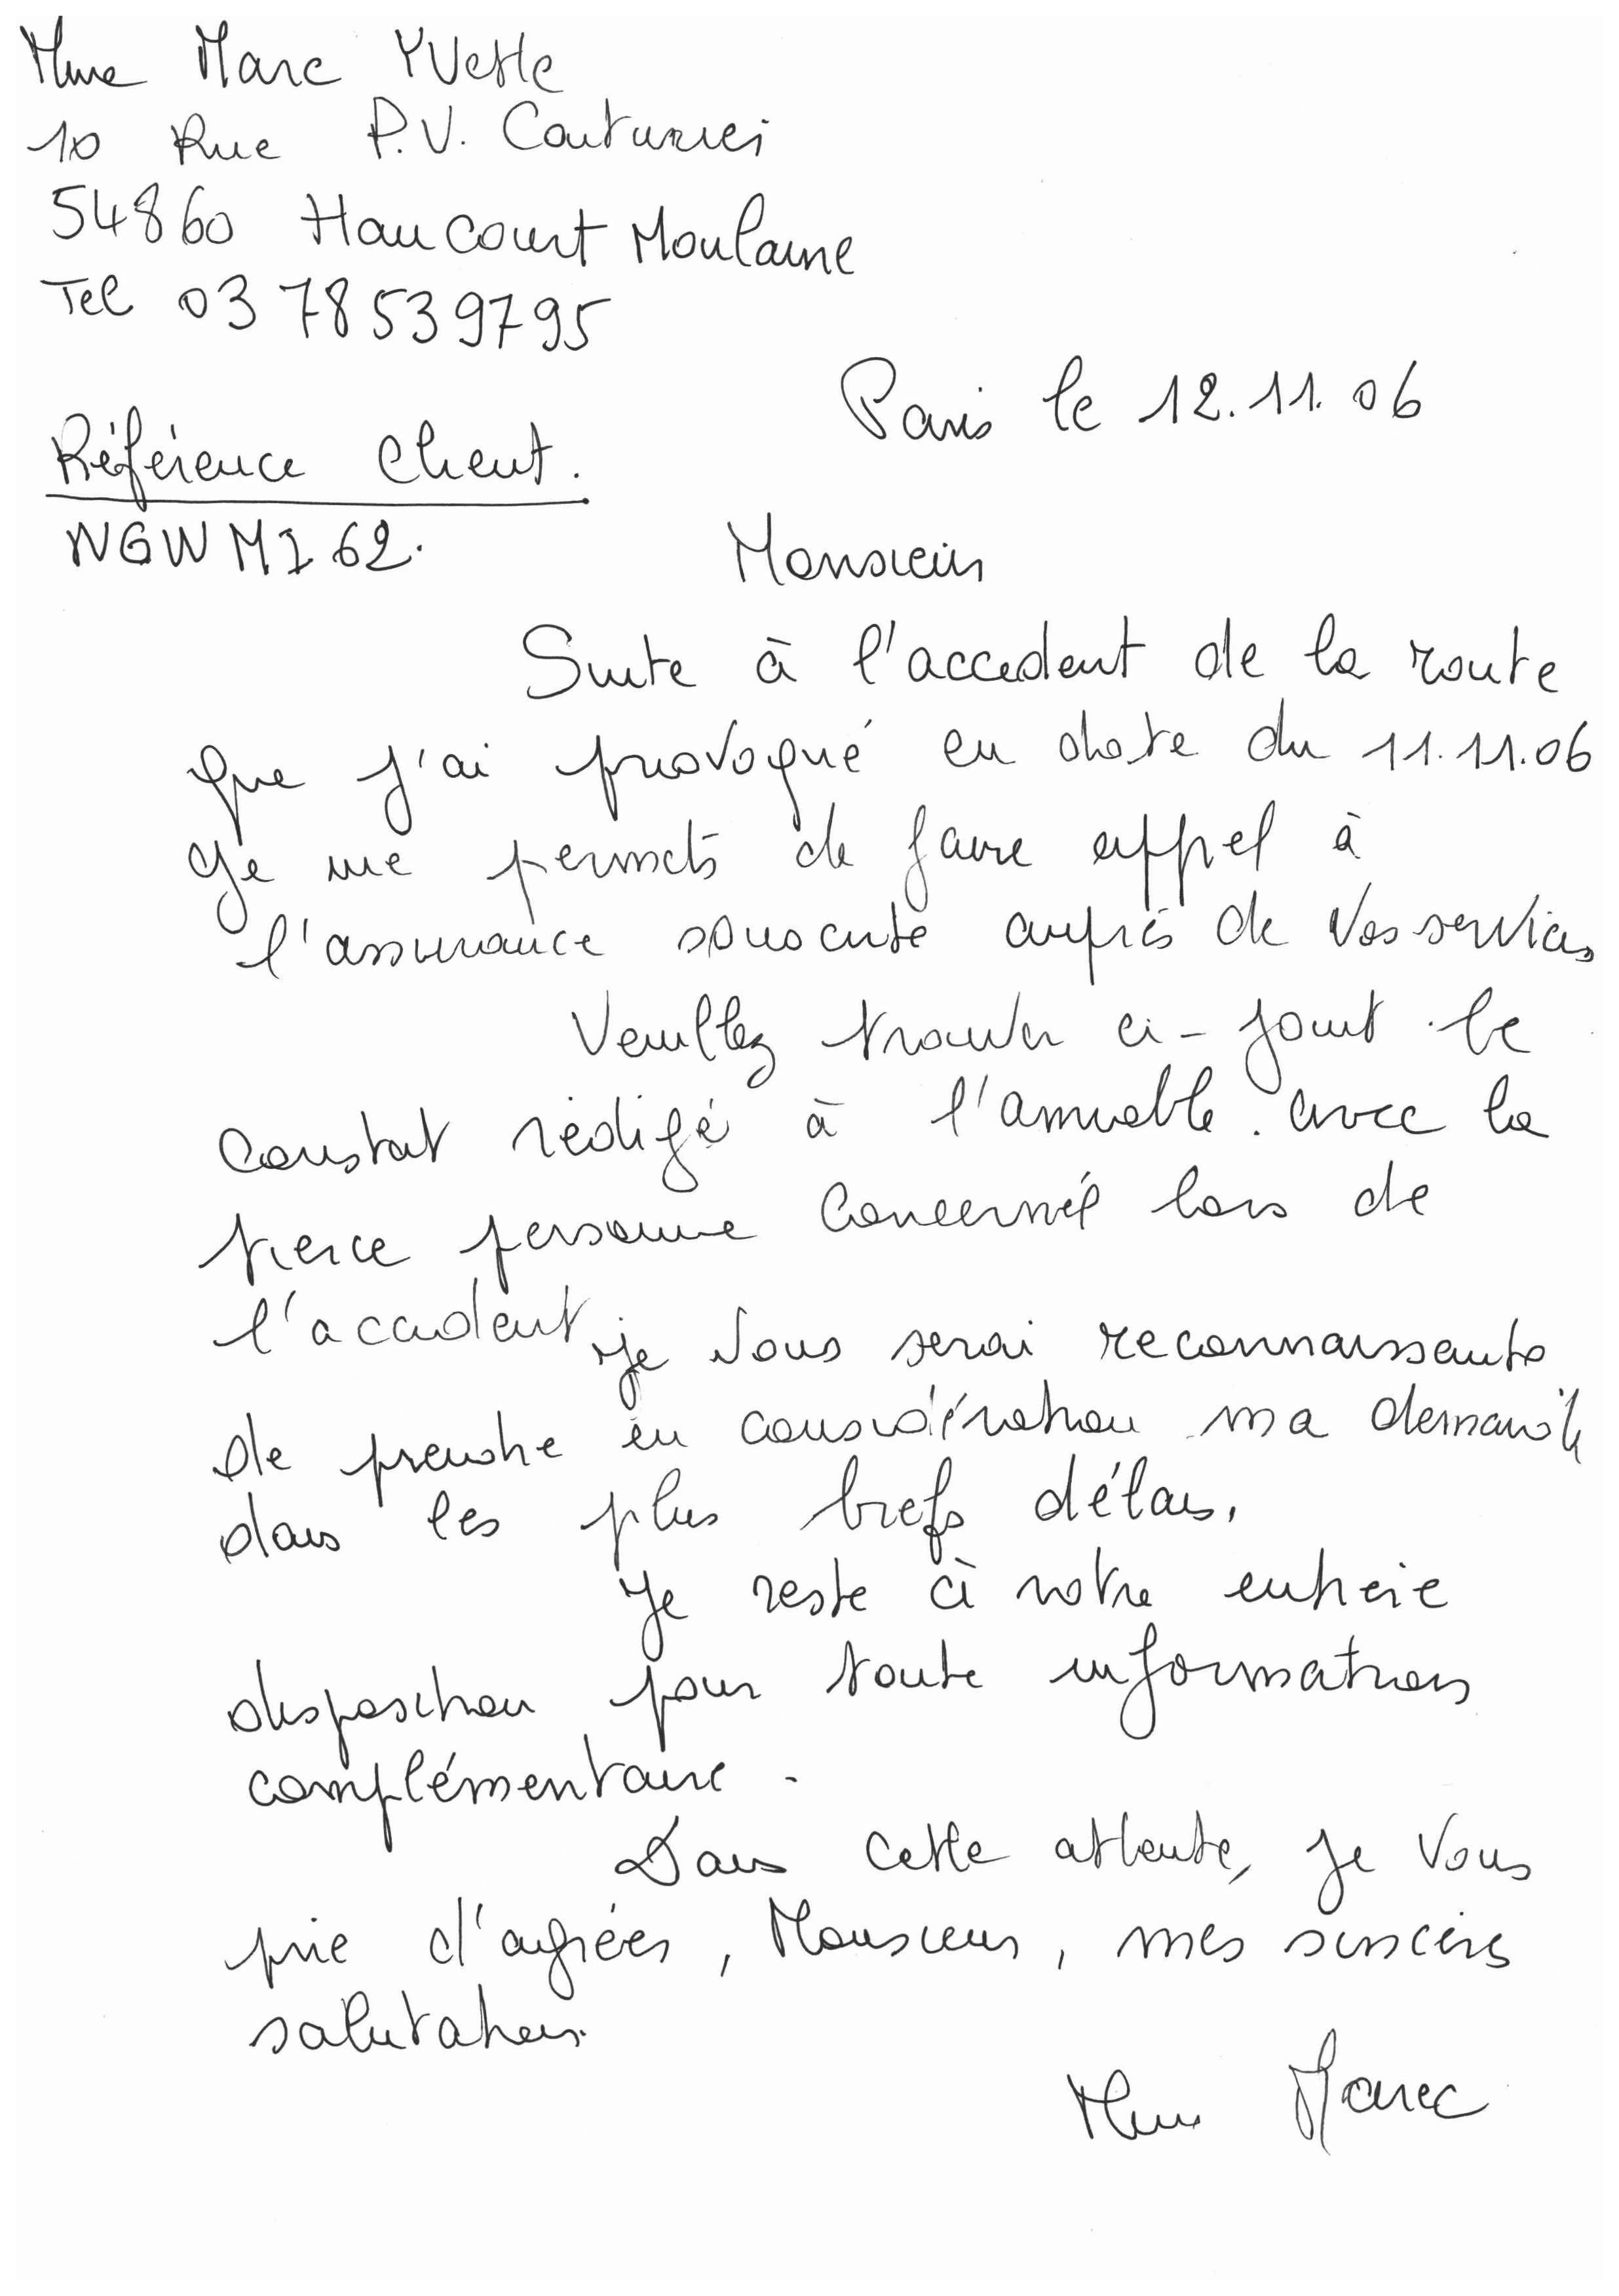 Mme Marc Yvette
10 Rue P.V. Couturier
54860 Haucourt Moulaine
Tel 03 78 53 97 95
Paris le 12.11.06
Référence Client.
NGWMI62.
Monsieur
Suite à l'accident de la route
que j'ai provoqué en date du 11.11.06
Je me permets de faire appel à
l'assurance souscrite auprès de vos services
Veuillez trouver ci-joint le
constat rédigé à l'amiable avec la
tierce personne concerné lors de
l'accident, je vous serai reconnaissante
de prendre en considération ma demande
dans les plus brefs délais.
Je reste à notre entière
disposition pour toute informations
complémentaire.
Dans cette attente, je vous
prie d'agréer, Monsieur, mes sincères
salutations.
Mme Marc